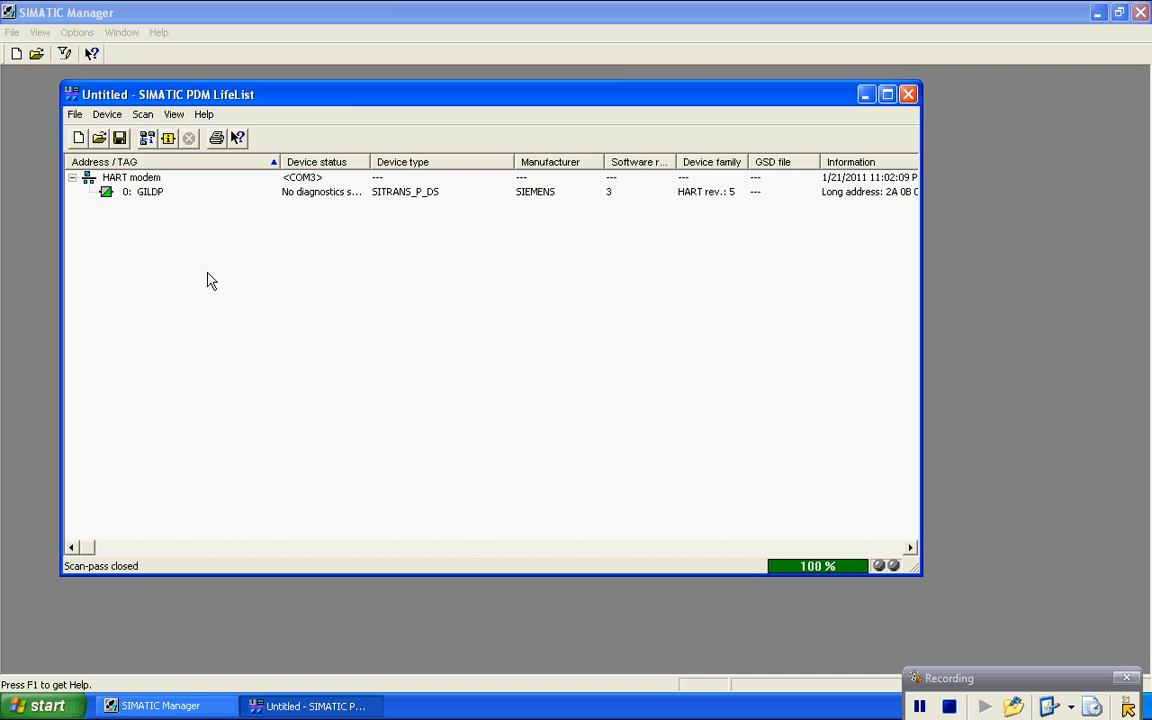 SIMATIC Manager
File View Options Window Help
Untitled - SIMATIC PDM LifeList
File Device Scan View Help
Address / TAG Device status Device type Manufacturer Software r... Device family GSD file Information
HART modem <COM3> --- --- --- --- --- 1/21/2011 11:02:09 P
0: GILDP No diagnostics s... SITRANS_P_DS SIEMENS 3 HART rev.: 5 --- Long address: 2A 0B
Scan-pass closed 100 %
Press F1 to get Help.
Recording
start SIMATIC Manager Untitled - SIMATIC P...